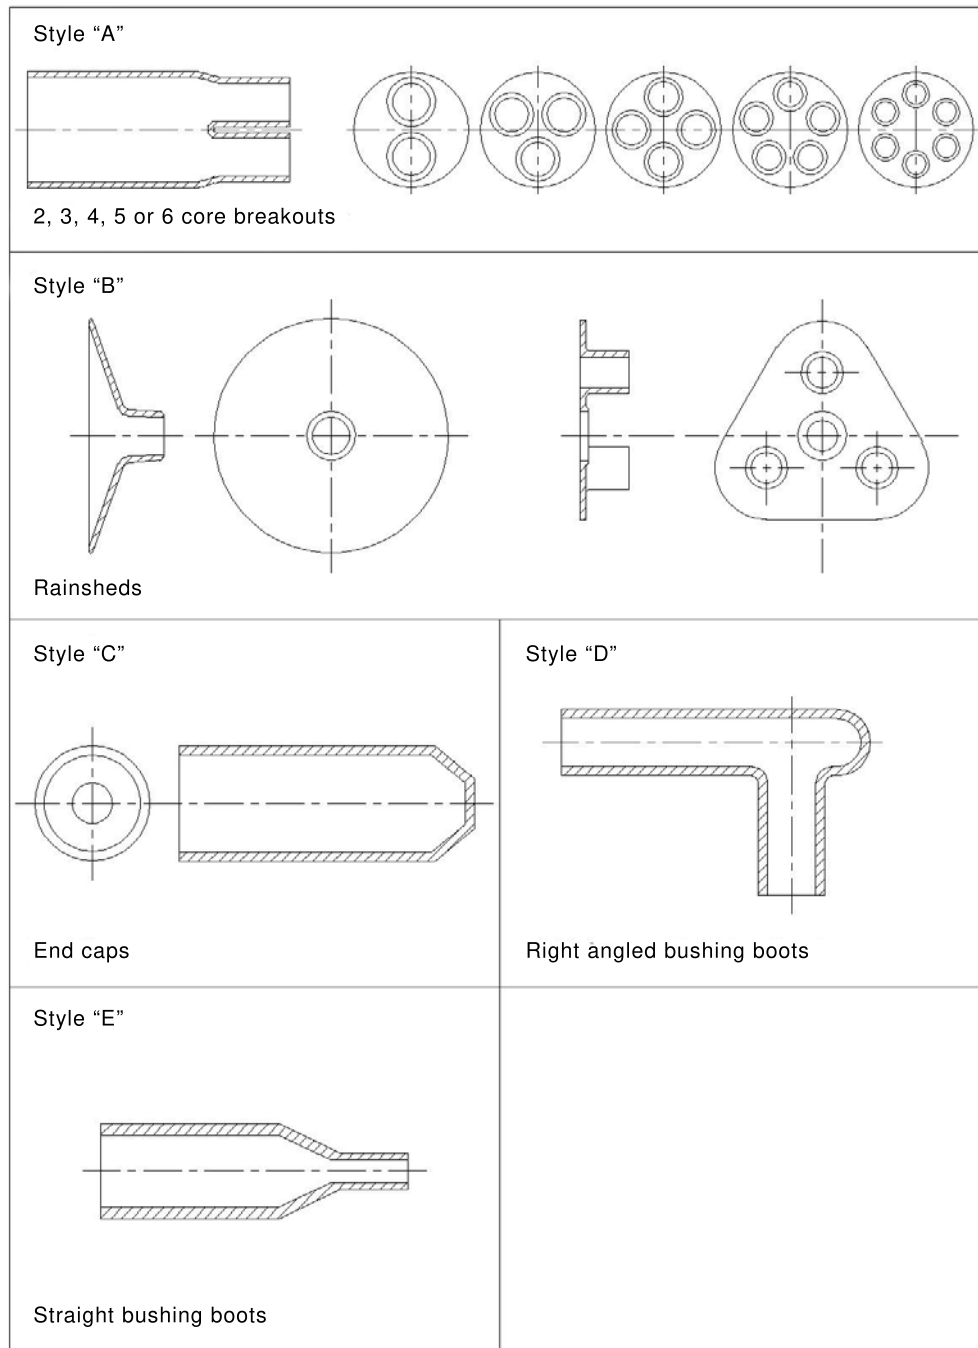 Style “A”
2, 3, 4, 5 or 6 core breakouts
Style “B”
Rainsheds
Style “C”
End caps
Style “D”
Right angled bushing boots
Style “E”
Straight bushing boots